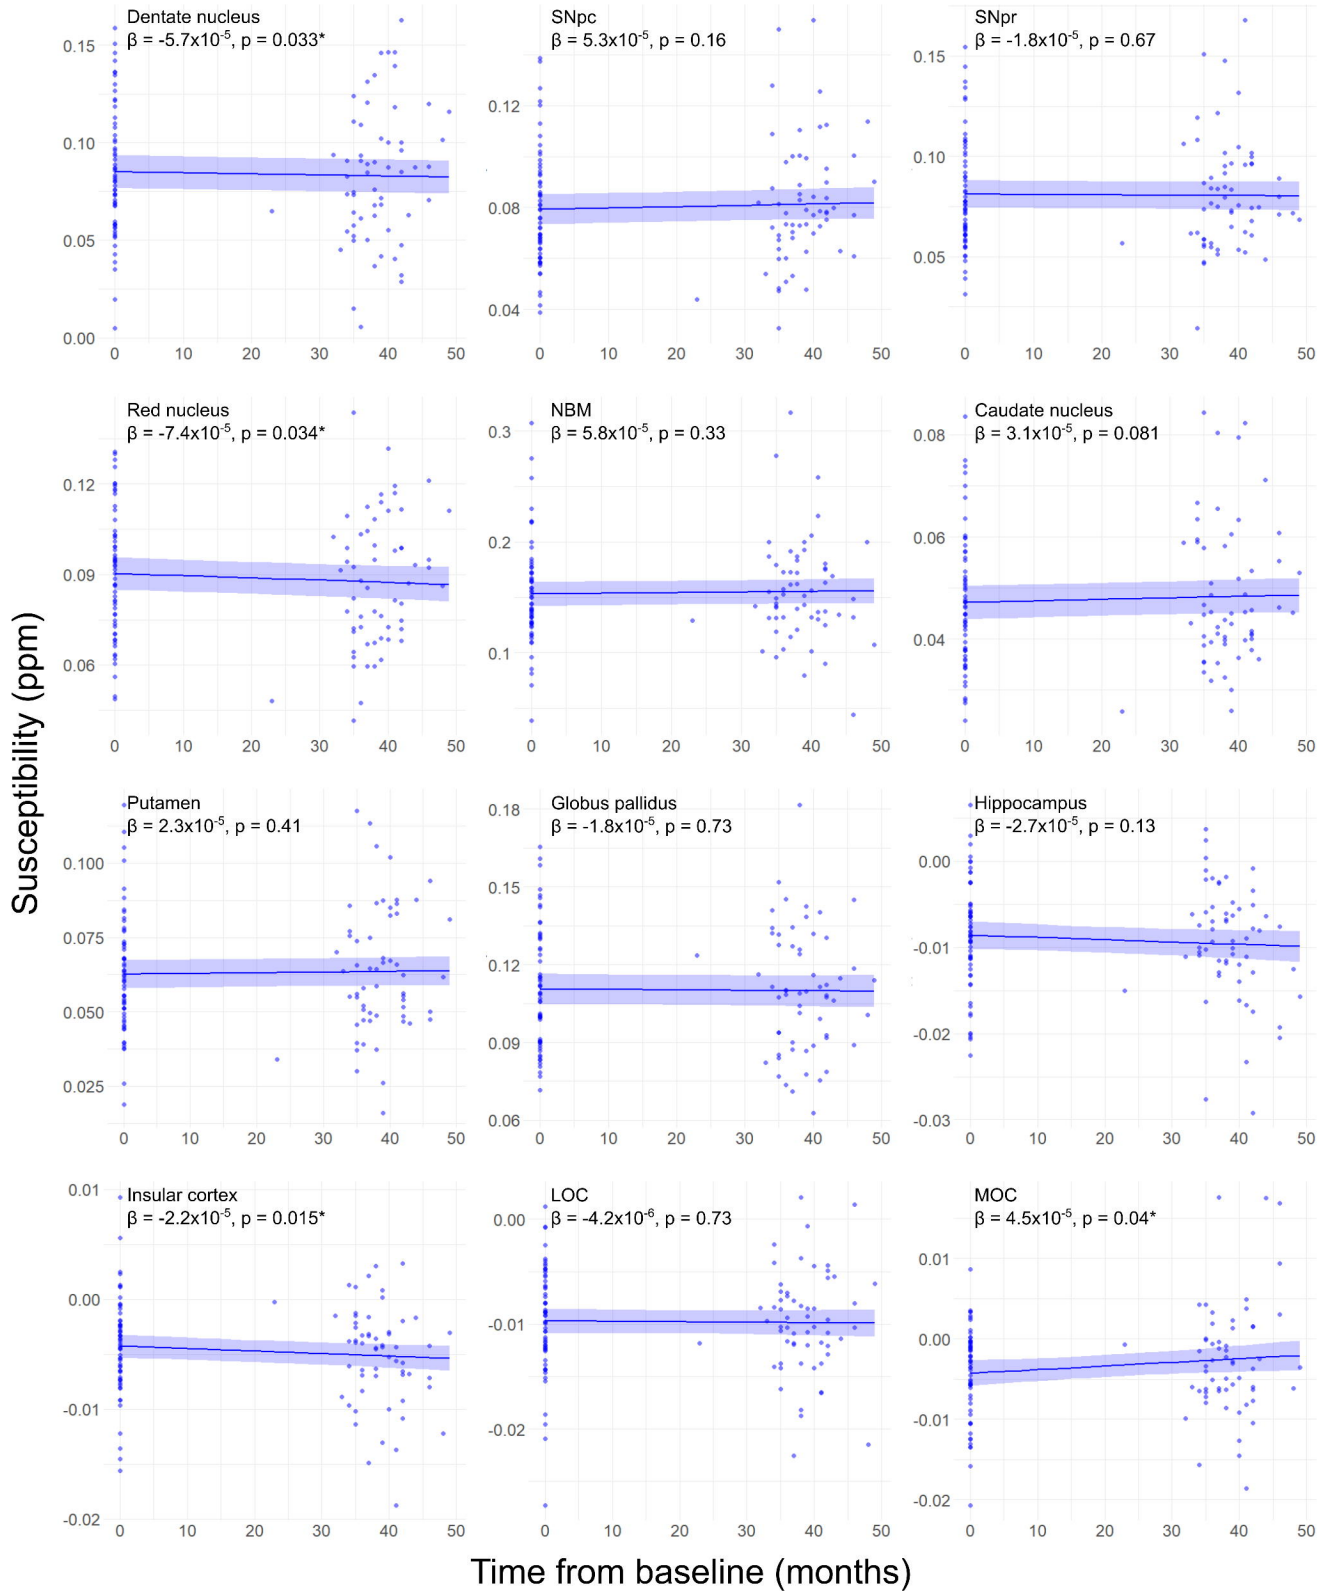 Susceptibility (ppm)
Dentate nucleus
β = -5.7x10⁻⁵, p = 0.033*
0.15
0.10
0.05
0.00
0 10 20 30 40 50
SNpc
β = 5.3x10⁻⁵, p = 0.16
0.12
0.08
0.04
0 10 20 30 40 50
SNpr
β = -1.8x10⁻⁵, p = 0.67
0.15
0.10
0.05
0 10 20 30 40 50
Red nucleus
β = -7.4x10⁻⁵, p = 0.034*
0.12
0.09
0.06
0 10 20 30 40 50
NBM
β = 5.8x10⁻⁵, p = 0.33
0.3
0.2
0.1
0 10 20 30 40 50
Caudate nucleus
β = 3.1x10⁻⁵, p = 0.081
0.08
0.06
0.04
0 10 20 30 40 50
Putamen
β = 2.3x10⁻⁵, p = 0.41
0.100
0.075
0.050
0.025
0 10 20 30 40 50
Globus pallidus
β = -1.8x10⁻⁵, p = 0.73
0.18
0.15
0.12
0.09
0.06
0 10 20 30 40 50
Hippocampus
β = -2.7x10⁻⁵, p = 0.13
0.00
-0.01
-0.02
-0.03
0 10 20 30 40 50
Insular cortex
β = -2.2x10⁻⁵, p = 0.015*
0.01
0.00
-0.01
-0.02
0 10 20 30 40 50
LOC
β = -4.2x10⁻⁶, p = 0.73
0.00
-0.01
-0.02
0 10 20 30 40 50
MOC
β = 4.5x10⁻⁵, p = 0.04*
0.01
0.00
-0.01
-0.02
0 10 20 30 40 50
Time from baseline (months)